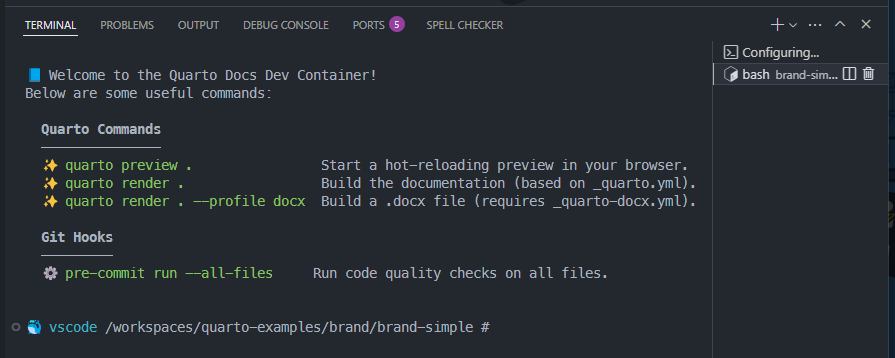 TERMINAL PROBLEMS OUTPUT DEBUG CONSOLE PORTS 5 SPELL CHECKER
Configuring...
bash brand-sim...
📘 Welcome to the Quarto Docs Dev Container!
Below are some useful commands:
Quarto Commands
✨ quarto preview . Start a hot-reloading preview in your browser.
✨ quarto render . Build the documentation (based on _quarto.yml).
✨ quarto render . --profile docx Build a .docx file (requires _quarto-docx.yml).
Git Hooks
⚙ pre-commit run --all-files Run code quality checks on all files.
🐳 vscode /workspaces/quarto-examples/brand/brand-simple #